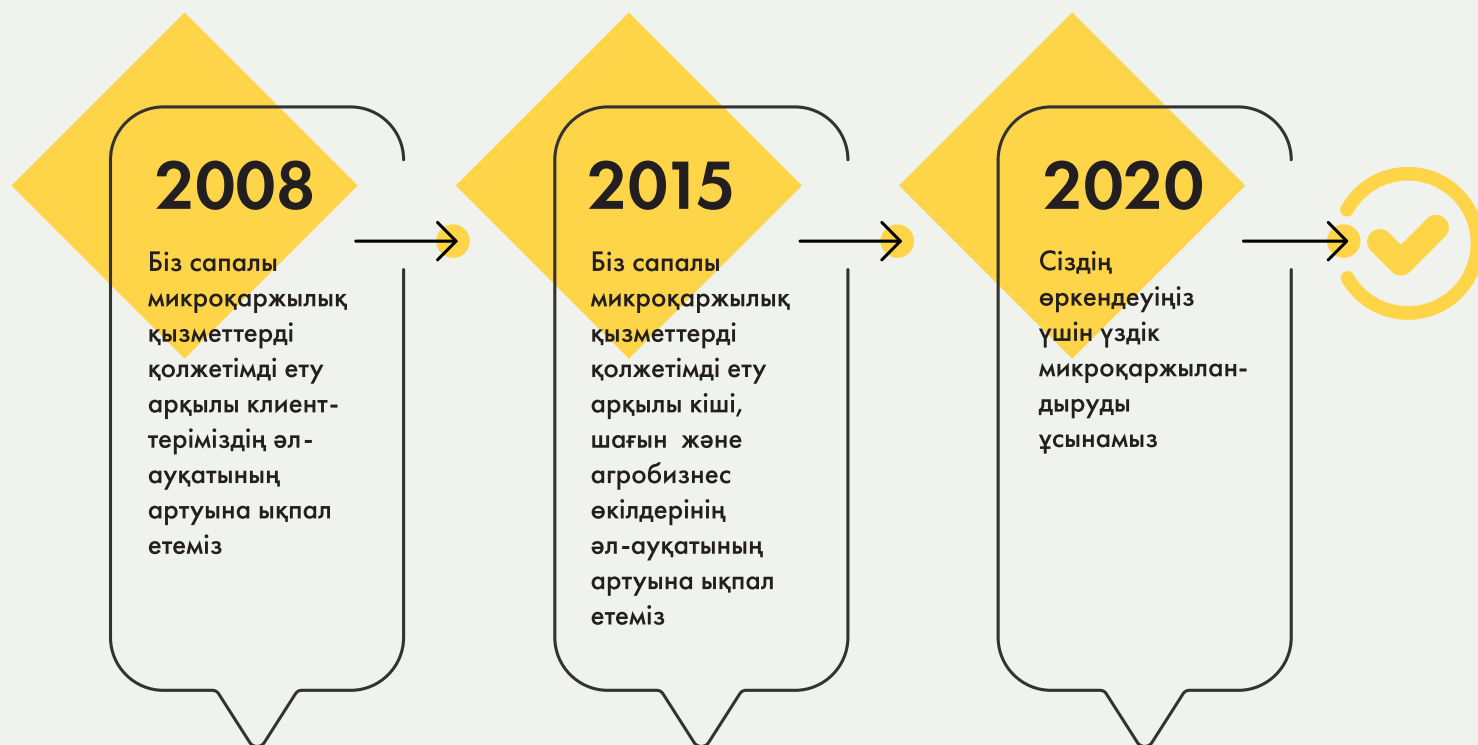 2008
Біз сапалы
микроқаржылық
қызметтерді
қолжетімді ету
арқылы клиент-
теріміздің әл-
ауқатының
артуына ықпал
етеміз
2015
Біз сапалы
микроқаржылық
қызметтерді
қолжетімді ету
арқылы кіші,
шағын  және
агробизнес
өкілдерінің
әл-ауқатының
артуына ықпал
етеміз
2020
Сіздің
өркендеуіңіз
үшін үздік
микроқаржылан-
дыруды
ұсынамыз